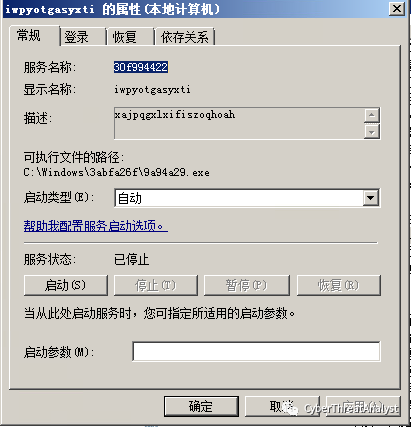 iwpyotgasyxti 的属性(本地计算机)
常规 登录 恢复 依存关系
服务名称: 30f994422
显示名称: iwpyotgasyxti
描述: xajpqgxlxifiszoqhoah
可执行文件的路径:
C:\Windows\3abfa26f\9a94a29.exe
启动类型(E): 自动
帮助我配置服务启动选项。
服务状态: 已停止
启动(S) 停止(T) 暂停(P) 恢复(R)
当从此处启动服务时，您可指定所适用的启动参数。
启动参数(M):
确定 取消 应用(A)
CyberThreatAnalyst